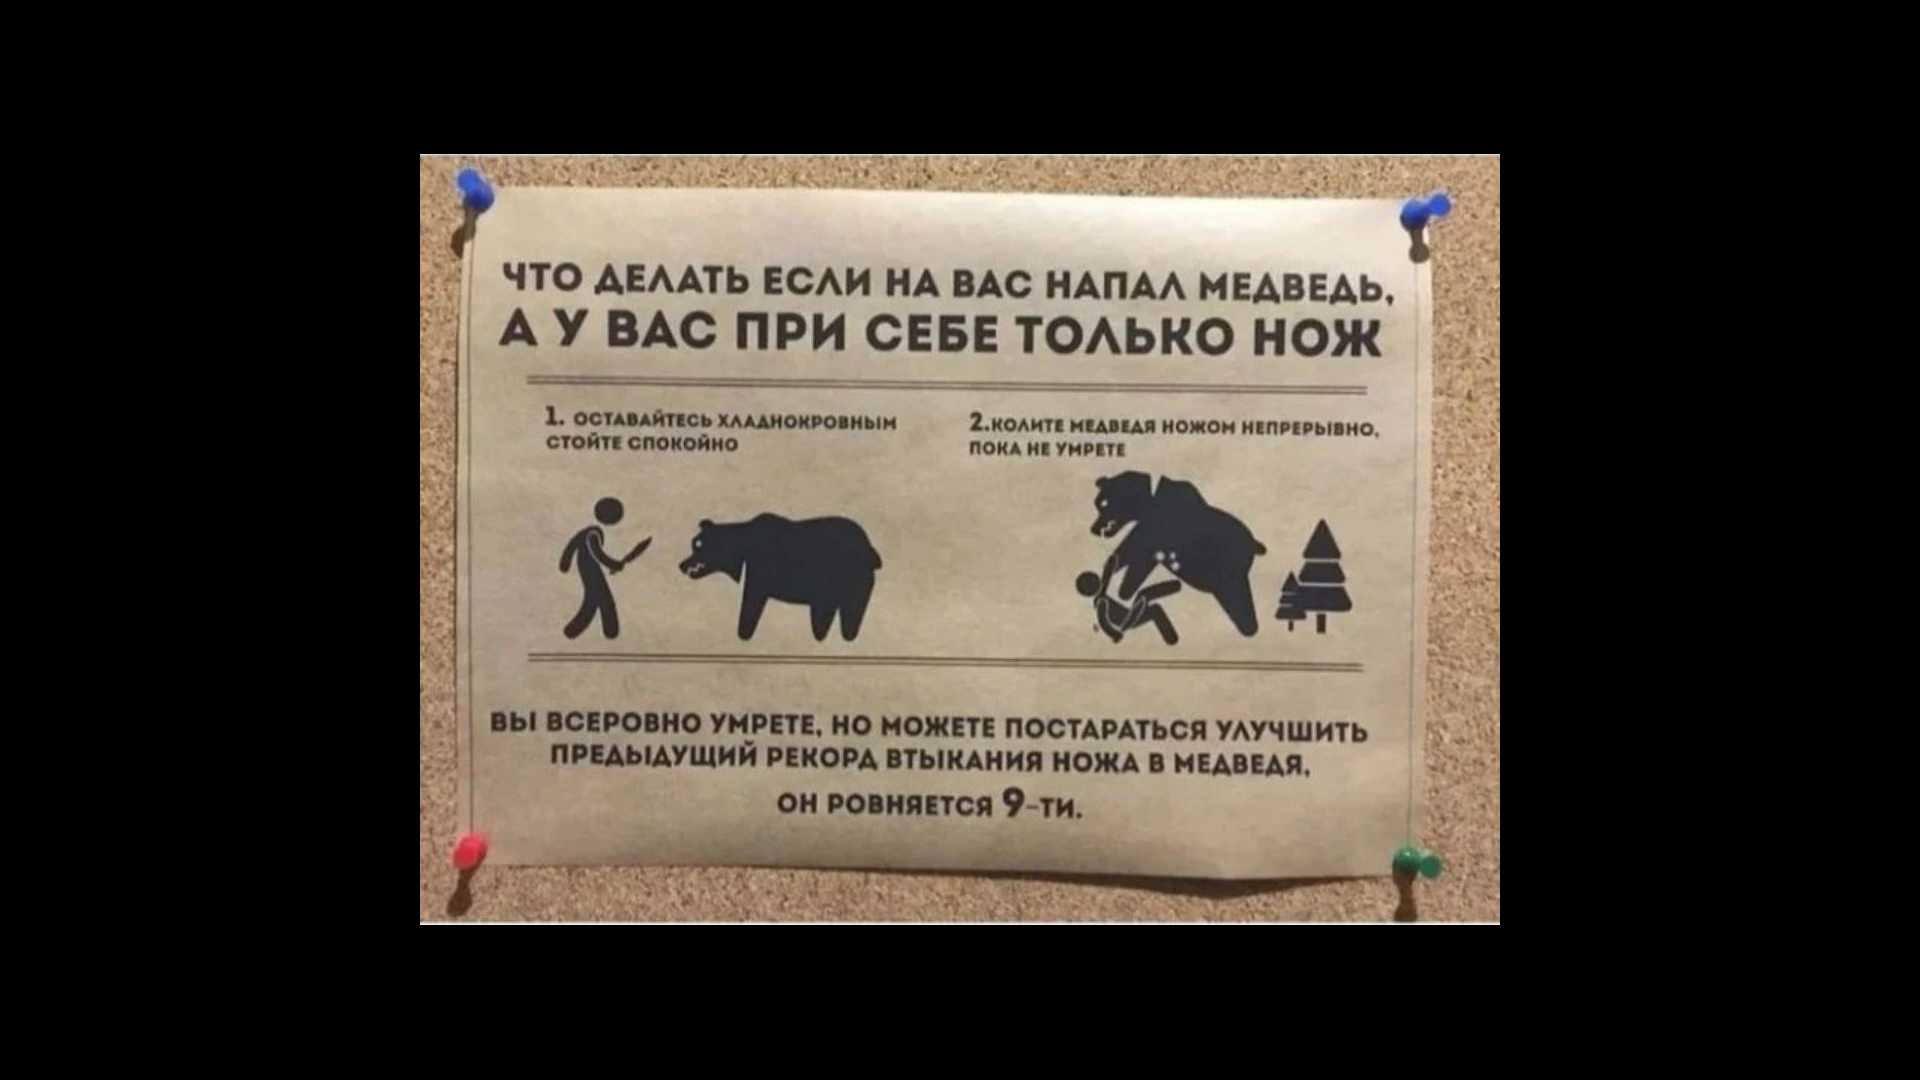 ЧТО ДЕЛАТЬ ЕСЛИ НА ВАС НАПАЛ МЕДВЕДЬ,
А У ВАС ПРИ СЕБЕ ТОЛЬКО НОЖ
1. ОСТАВАЙТЕСЬ ХЛАДНОКРОВНЫМ
СТОЙТЕ СПОКОЙНО
2.КОЛИТЕ МЕДВЕДЯ НОЖОМ НЕПРЕРЫВНО,
ПОКА НЕ УМРЕТЕ
ВЫ ВСЕРОВНО УМРЕТЕ, НО МОЖЕТЕ ПОСТАРАТЬСЯ УЛУЧШИТЬ
ПРЕДЫДУЩИЙ РЕКОРД ВТЫКАНИЯ НОЖА В МЕДВЕДЯ.
ОН РОВНЯЕТСЯ 9-ТИ.